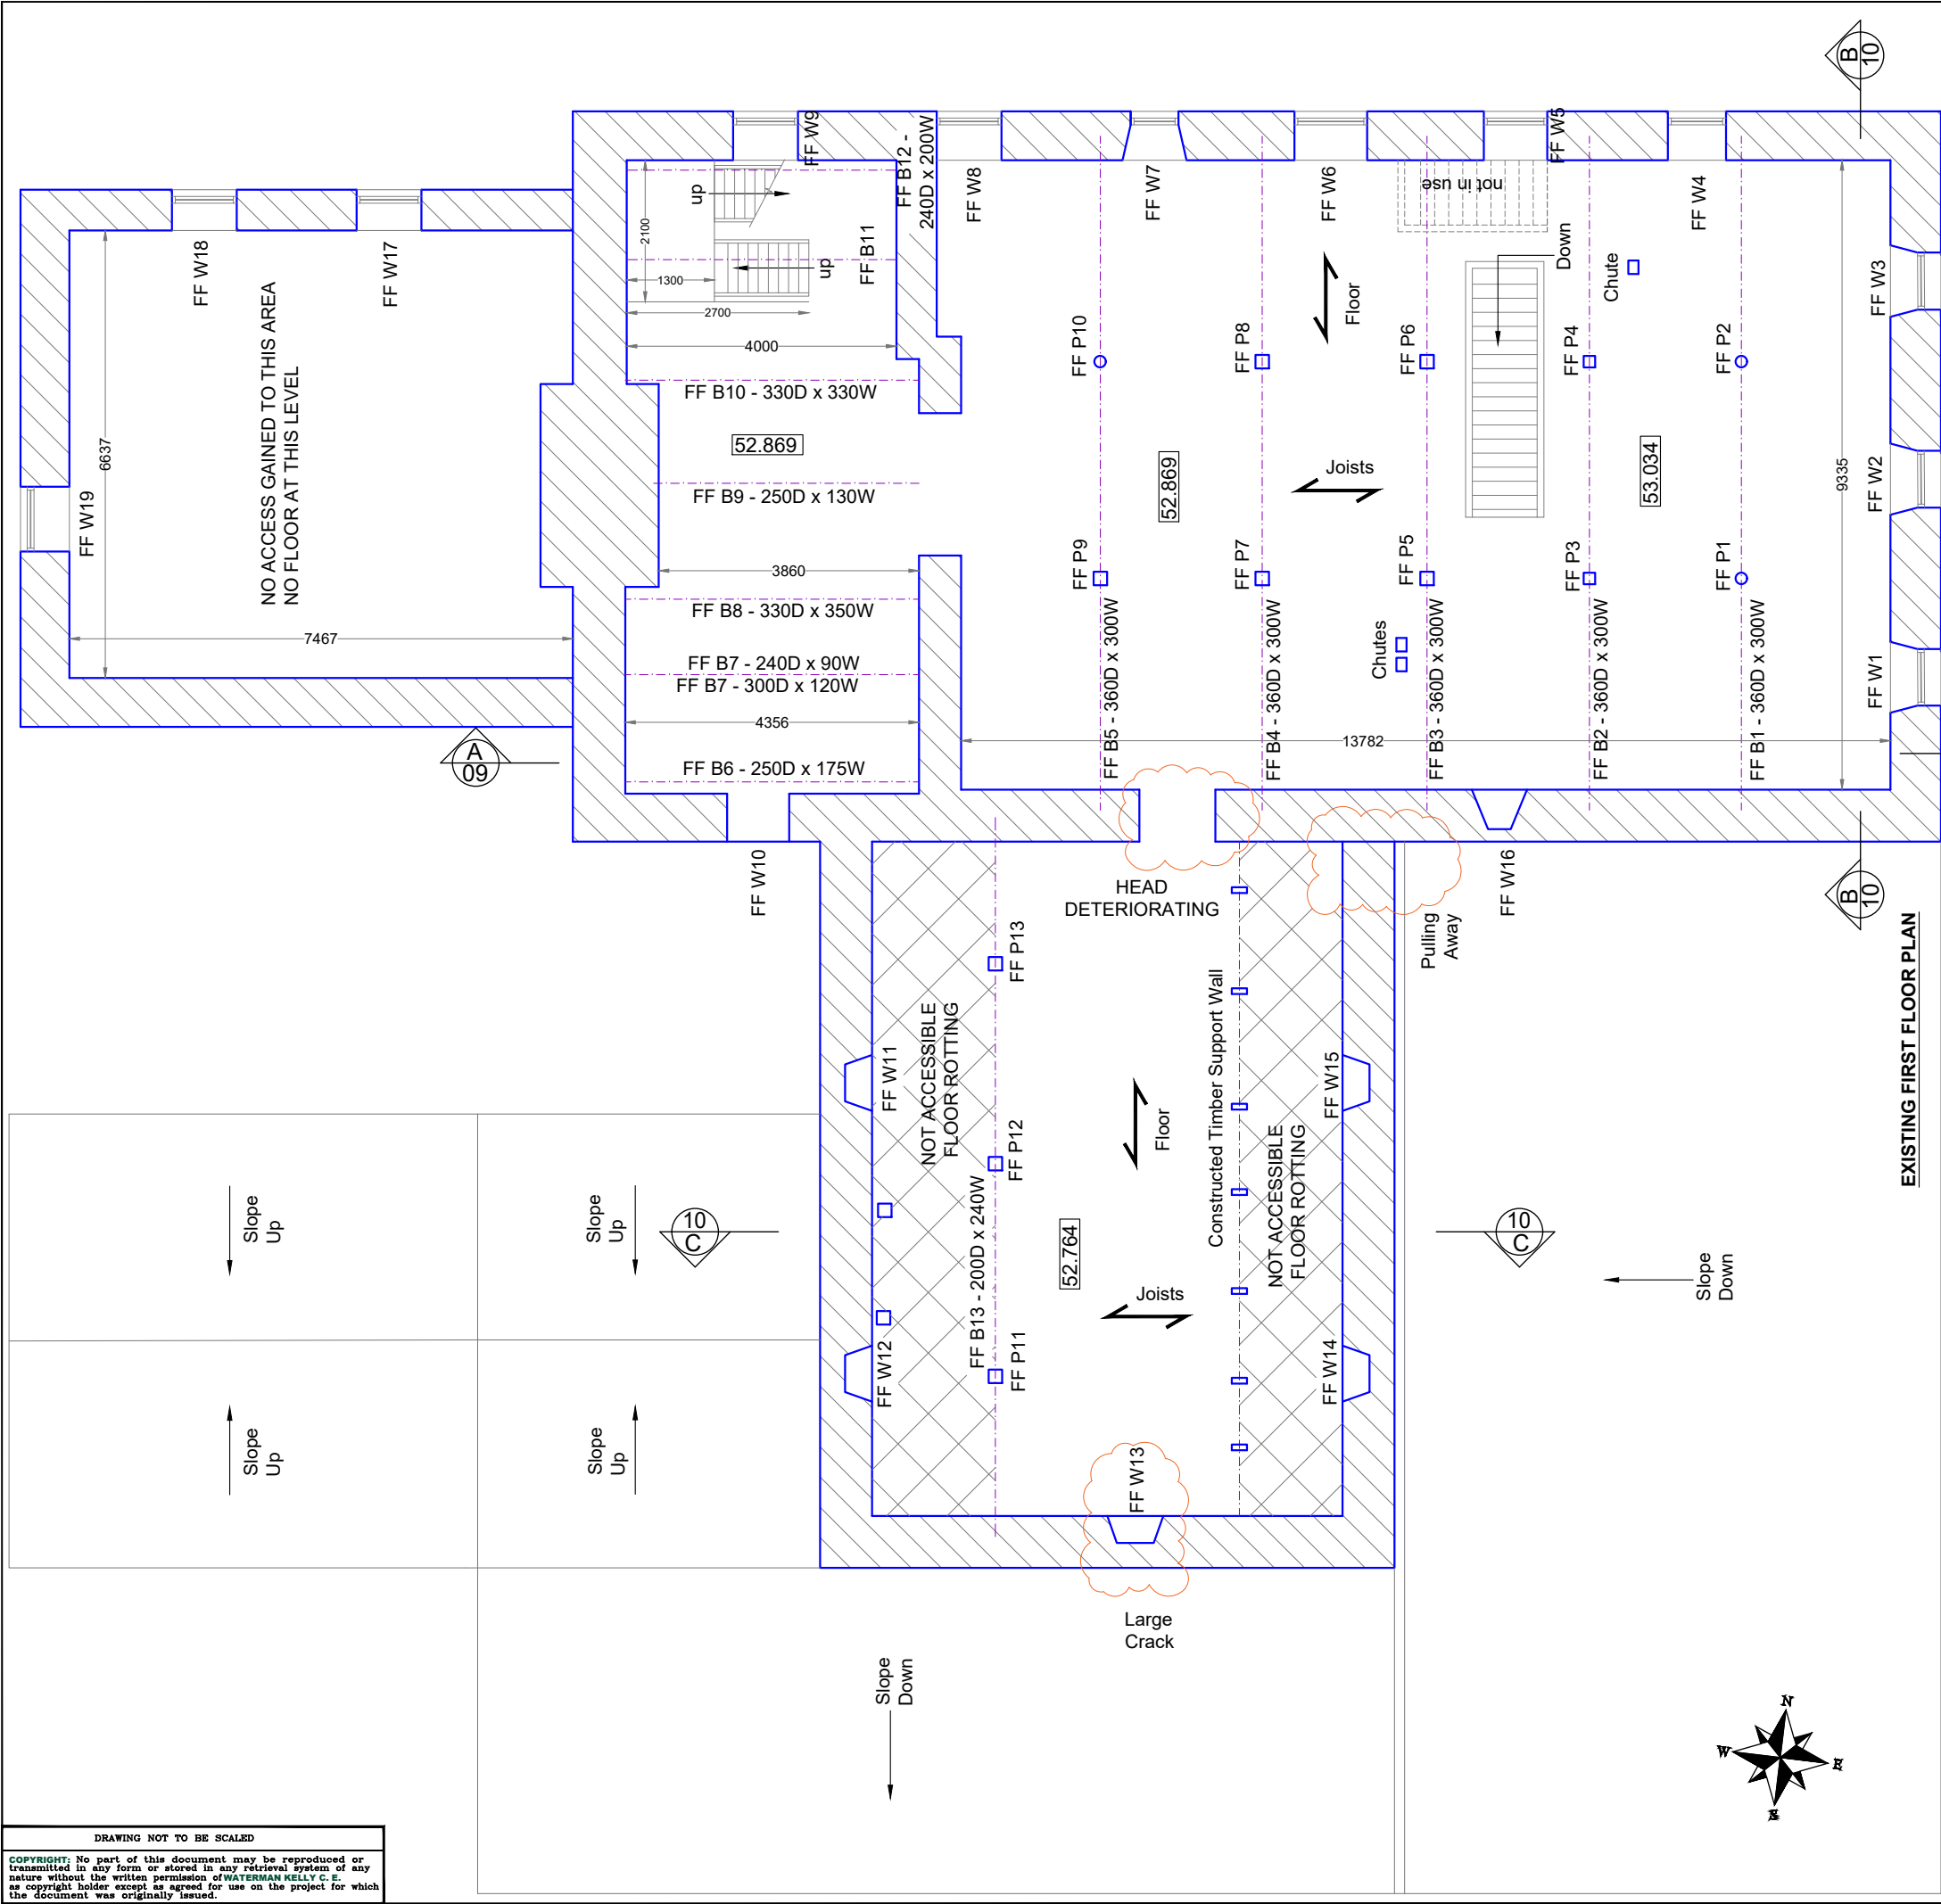 B
10
FF W9
FF B12 -
240D x 200W
FF W5
up
not in use
FF W8
FF W7
FF W6
FF W4
2100
FF B11
FF W18
FF W17
up
Down
Chute
FF W3
1300
2700
Floor
FF P10
FF P8
FF P6
FF P4
FF P2
4000
FF B10 - 330D x 330W
NO ACCESS GAINED TO THIS AREA
NO FLOOR AT THIS LEVEL
6637
52.869
52.869
Joists
53.034
9335
FF W2
FF B9 - 250D x 130W
FF W19
3860
FF P9
FF P7
FF P5
FF P3
FF P1
FF B8 - 330D x 350W
7467
Chutes
FF B7 - 240D x 90W
FF B7 - 300D x 120W
FF W1
FF B5 - 360D x 300W
FF B4 - 360D x 300W
FF B3 - 360D x 300W
FF B2 - 360D x 300W
FF B1 - 360D x 300W
4356
13782
A
09
FF B6 - 250D x 175W
FF W10
HEAD
DETERIORATING
FF W16
B
10
Pulling
Away
FF P13
Constructed Timber Support Wall
EXISTING FIRST FLOOR PLAN
NOT ACCESSIBLE
FLOOR ROTTING
FF W11
FF W15
Floor
FF P12
NOT ACCESSIBLE
FLOOR ROTTING
Slope
Up
Slope
Up
10
C
52.764
10
C
FF B13 - 200D x 240W
Slope
Down
Joists
FF W12
FF P11
FF W14
Slope
Up
Slope
Up
FF W13
Large
Crack
Slope
Down
N
W
E
S
DRAWING NOT TO BE SCALED
COPYRIGHT: No part of this document may be reproduced or
transmitted in any form or stored in any retrieval system of any
nature without the written permission of WATERMAN KELLY C. E.
as copyright holder except as agreed for use on the project for which
the document was originally issued.